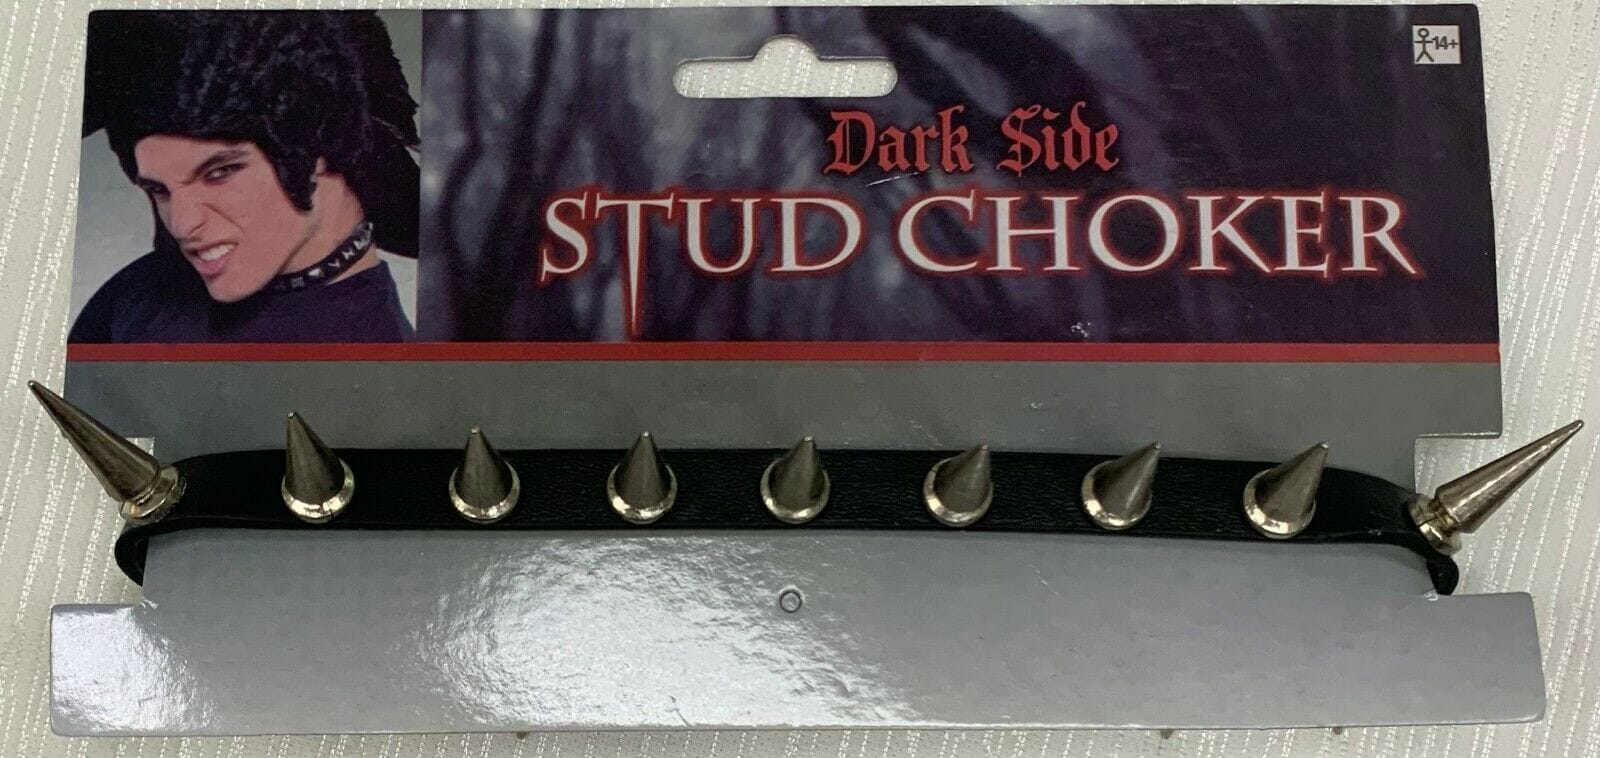 14+
Dark Side
STUD CHOKER